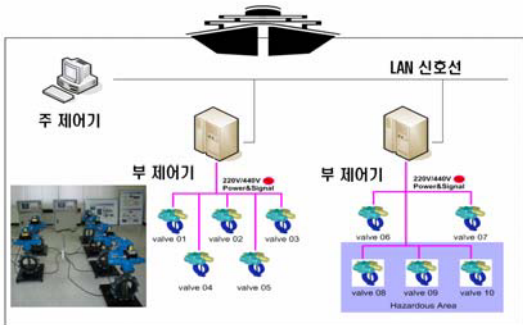 LAN 신호선
주 제어기
부 제어기
220V/440V
Power&Signal
valve 01
valve 02
valve 03
valve 04
valve 05
부 제어기
220V/440V
Power&Signal
valve 06
valve 07
valve 08
valve 09
valve 10
Hazardous Area